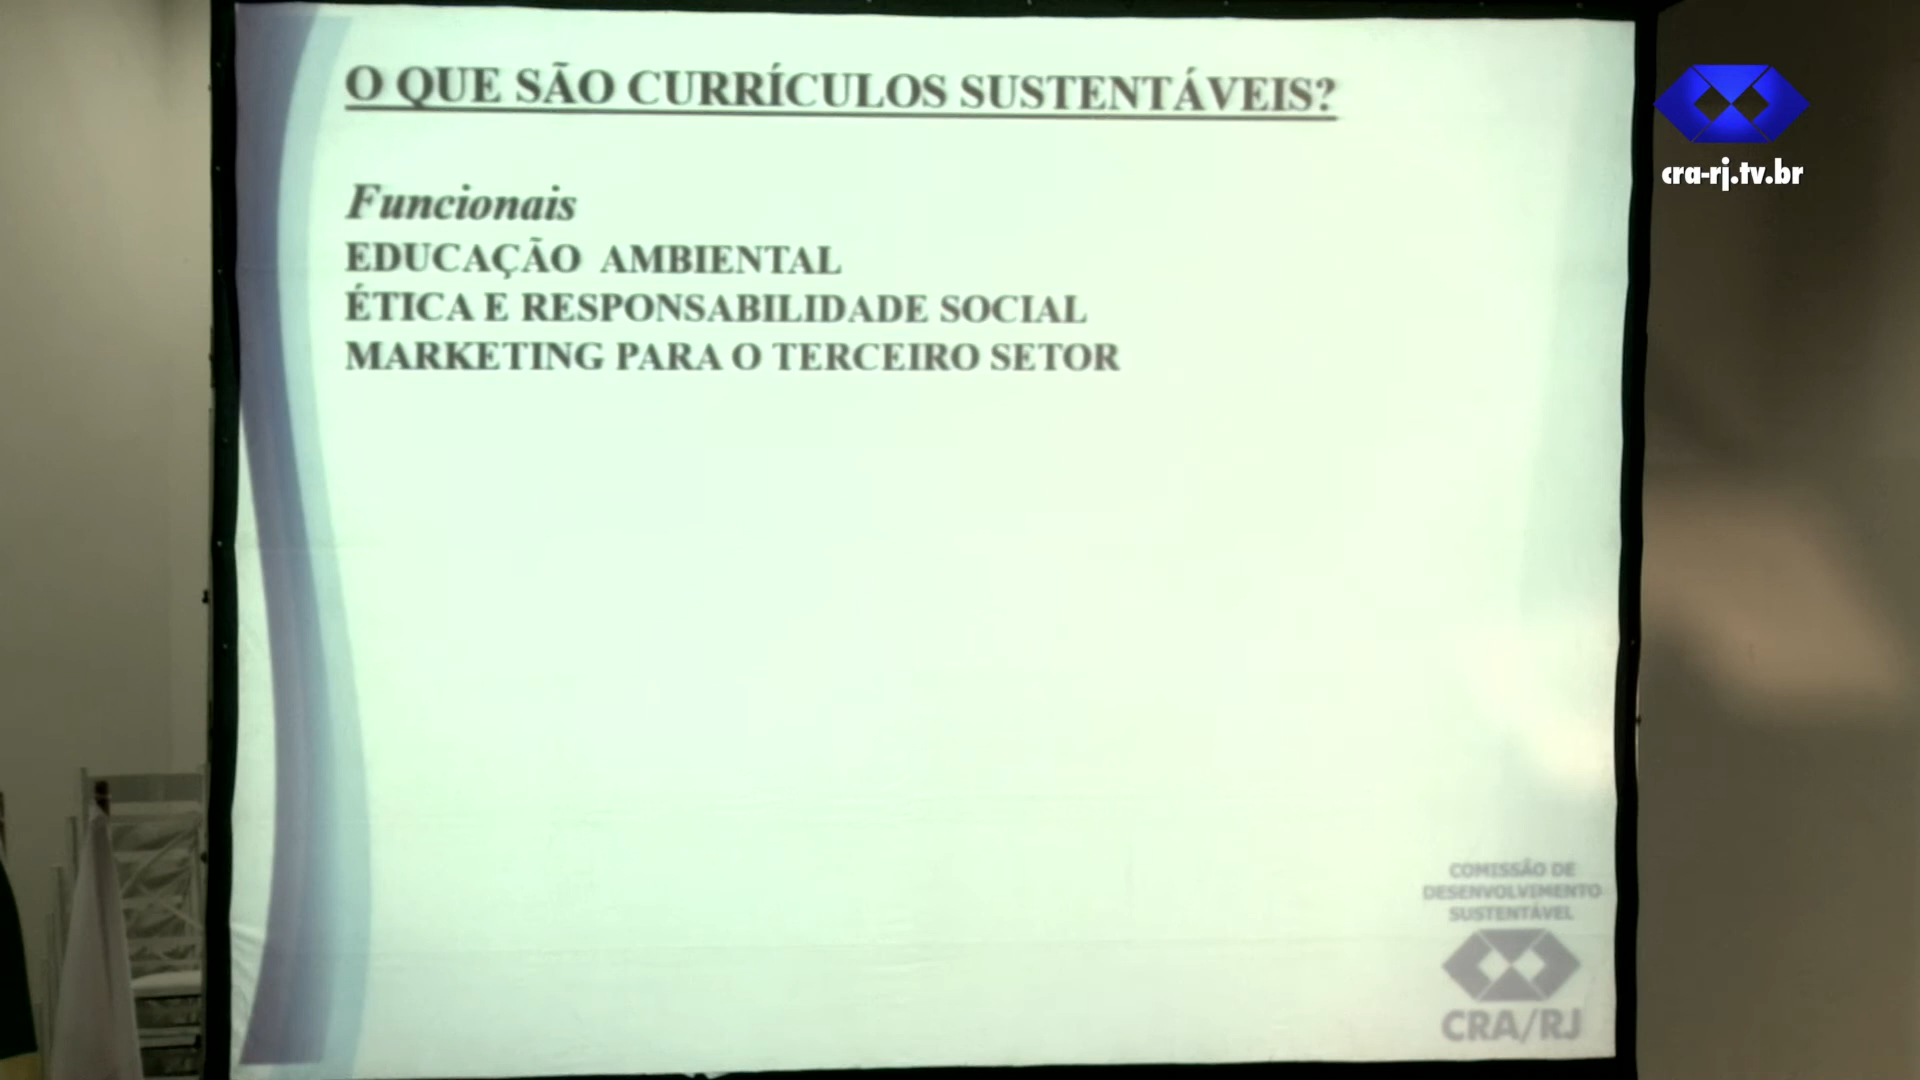 O QUE SÃO CURRÍCULOS SUSTENTÁVEIS?
cra-rj.tv.br
Funcionais
EDUCAÇÃO AMBIENTAL
ÉTICA E RESPONSABILIDADE SOCIAL
MARKETING PARA O TERCEIRO SETOR
COMISSÃO DE
DESENVOLVIMENTO
SUSTENTÁVEL
CRA/RJ